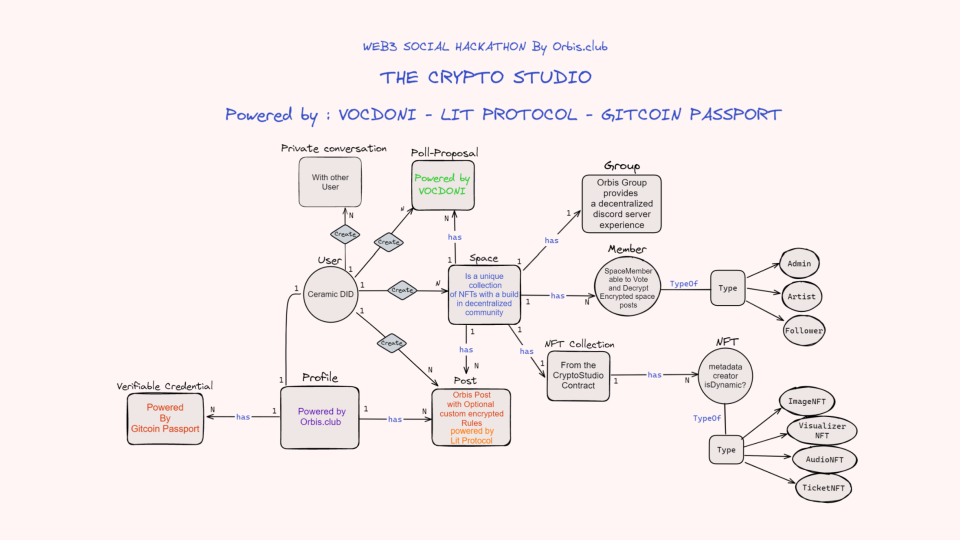 WEB3 SOCIAL HACKATHON By Orbis.club
THE CRYPTO STUDIO
Powered by : VOCDONI - LIT PROTOCOL - GITCOIN PASSPORT
Private conversation
With other
User
N
Create
1
Poll-Proposal
Powered by
VOCDONI
N
Create
N
has
1
Group
Orbis Group
provides
a decentralized
discord server
experience
1
has
1
User
Ceramic DID
1
1
Create
N
1
Create
N
Space
Is a unique
collection
of NFTs with a build
in decentralized
community
1
has
N
1
has
N
Member
SpaceMember
able to Vote
and Decrypt
Encrypted space
posts
TypeOf
Type
Admin
Artist
Follower
1
has
1
NFT Collection
From the
CryptoStudio
Contract
1
has
N
NFT
metadata
creator
isDynamic?
TypeOf
Type
ImageNFT
Visualizer
NFT
AudioNFT
TicketNFT
Verifiable Credential
Powered
By
Gitcoin Passport
N
has
1
Profile
1
Powered by
Orbis.club
1
has
N
Post
Orbis Post
with Optional
custom encrypted
Rules
powered by
Lit Protocol